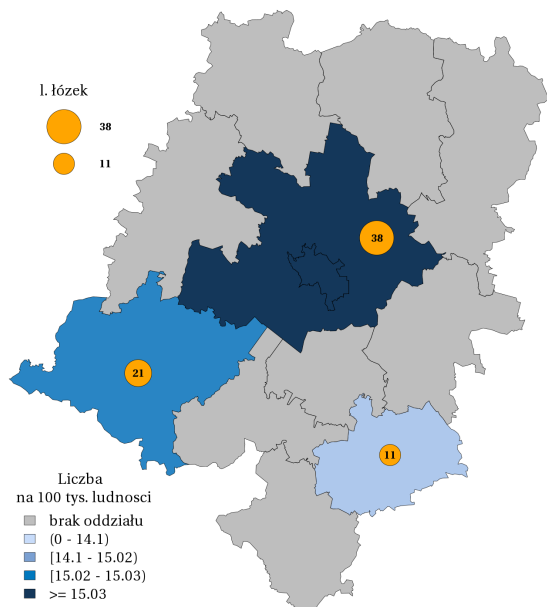 l. łózek
38
11
38
21
11
Liczba
na 100 tys. ludnosci
brak oddziału
(0 - 14.1)
[14.1 - 15.02)
[15.02 - 15.03)
>= 15.03